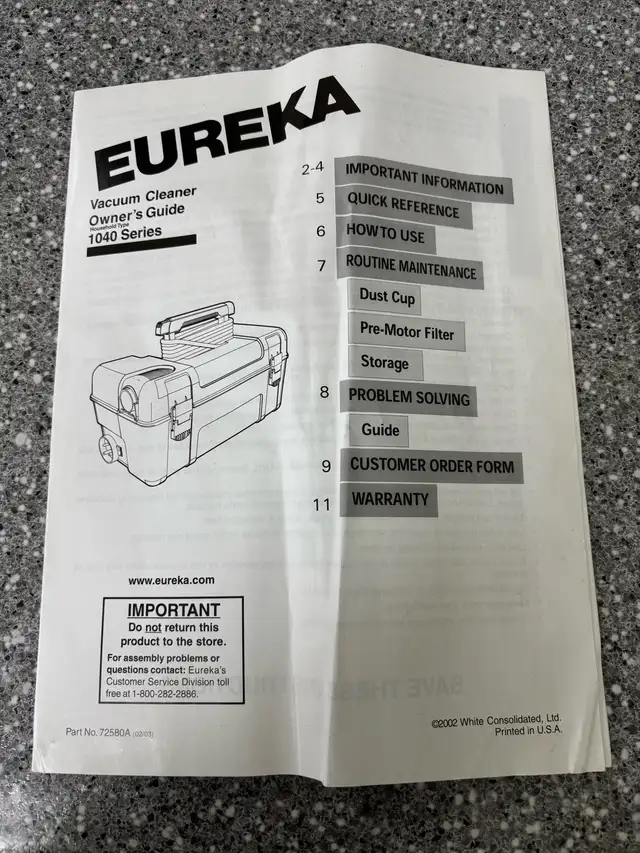 EUREKA
Vacuum Cleaner
Owner's Guide
Household Type
1040 Series
2-4 IMPORTANT INFORMATION
5 QUICK REFERENCE
6 HOW TO USE
7 ROUTINE MAINTENANCE
Dust Cup
Pre-Motor Filter
Storage
8 PROBLEM SOLVING
Guide
9 CUSTOMER ORDER FORM
11 WARRANTY
www.eureka.com
IMPORTANT
Do not return this
product to the store.
For assembly problems or
questions contact: Eureka's
Customer Service Division toll
free at 1-800-282-2886.
Part No. 72580A (02/03)
©2002 White Consolidated, Ltd.
Printed in U.S.A.